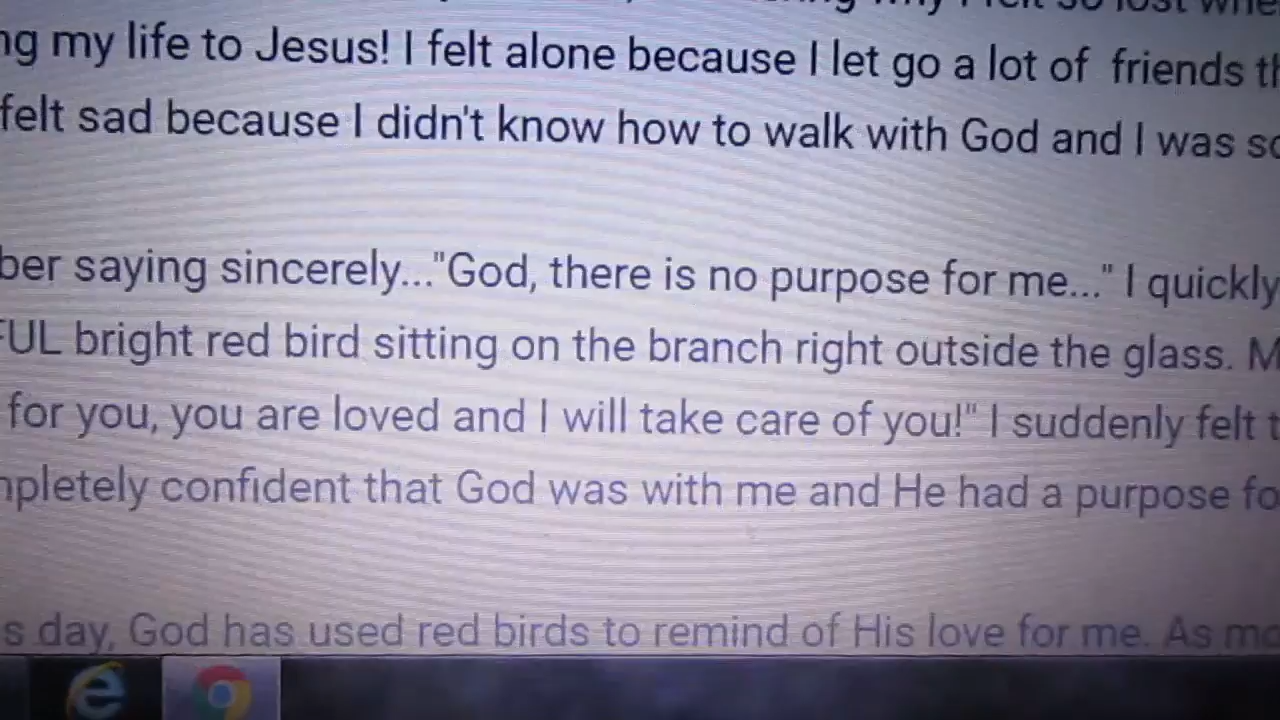 my life to Jesus! I felt alone because I let go a lot of friends
felt sad because I didn't know how to walk with God and I was
saying sincerely..."God, there is no purpose for me..." I quickly
bright red bird sitting on the branch right outside the glass.
for you, you are loved and I will take care of you!" I suddenly felt
confident that God was with me and He had a purpose
day, God has used red birds to remind of His love for me. As